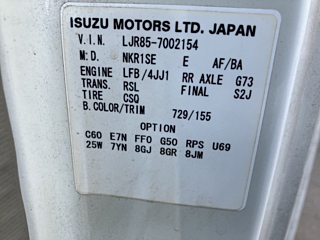 ISUZU MOTORS LTD. JAPAN
V.I.N. LJR85-7002154
M:D. NKR1SE E AF/BA
ENGINE LFB/4JJ1 RR AXLE G73
TRANS. RSL FINAL S2J
TIRE CSQ
B.COLOR/TRIM 729/155
OPTION
C60 E7N FF0 G50 RPS U69
25W 7YN 8GJ 8GR 8JM